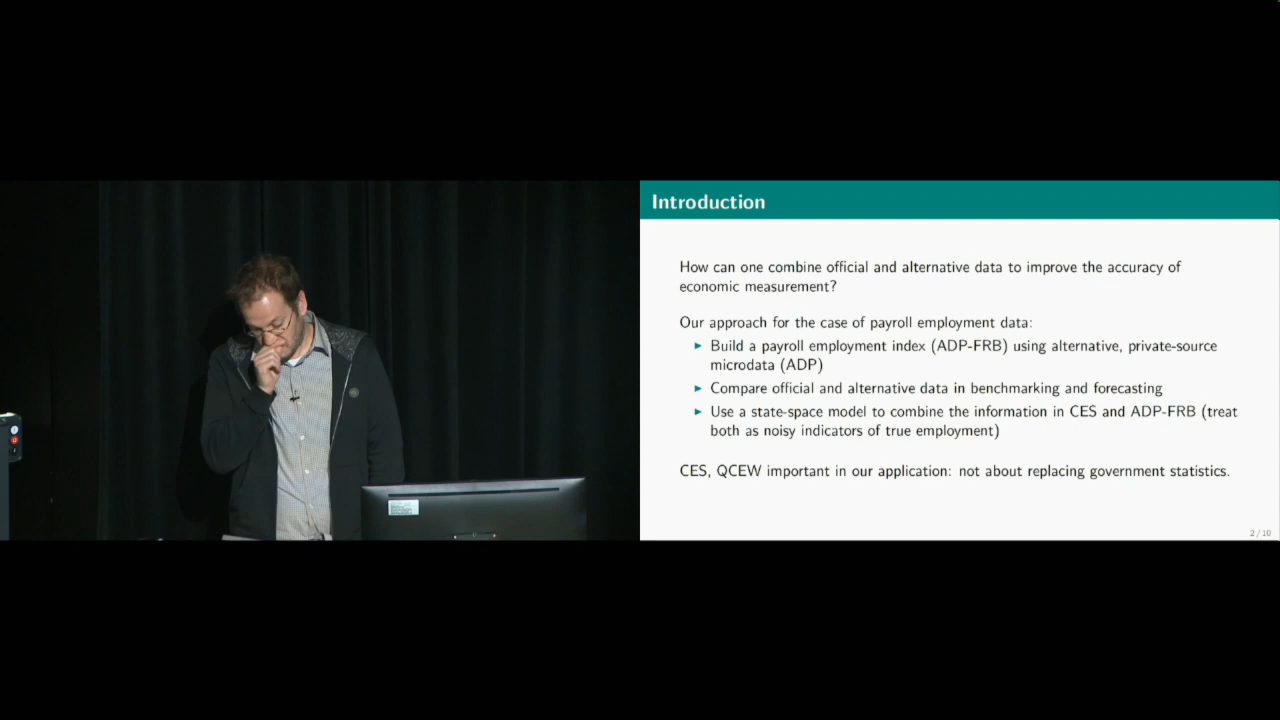 Introduction
How can one combine official and alternative data to improve the accuracy of
economic measurement?
Our approach for the case of payroll employment data:
▶ Build a payroll employment index (ADP-FRB) using alternative, private-source
microdata (ADP)
▶ Compare official and alternative data in benchmarking and forecasting
▶ Use a state-space model to combine the information in CES and ADP-FRB (treat
both as noisy indicators of true employment)
CES, QCEW important in our application: not about replacing government statistics.
2 / 10